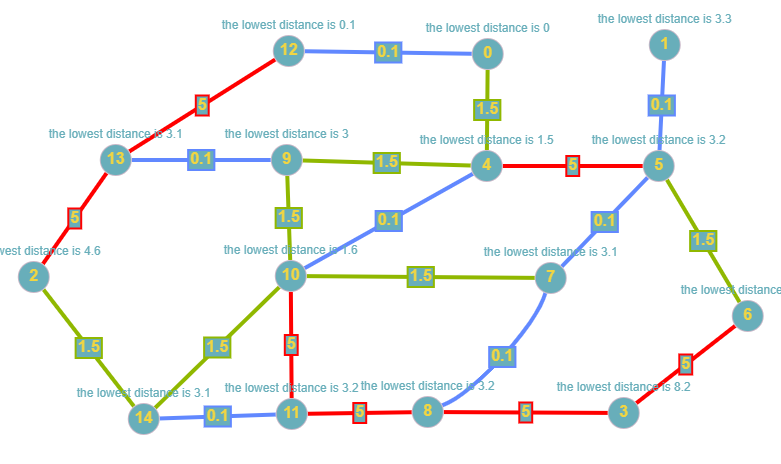 the lowest distance is 3.3
the lowest distance is 0.1
the lowest distance is 0
1
12
0.1
0
5
0.1
1.5
the lowest distance is 3.1
the lowest distance is 3
the lowest distance is 1.5
the lowest distance is 3.2
13
0.1
9
1.5
4
5
5
5
1.5
0.1
0.1
1.5
west distance is 4.6
the lowest distance is 1.6
the lowest distance is 3.1
2
10
1.5
7
the lowest distance
6
1.5
1.5
5
0.1
5
the lowest distance is 3.1
the lowest distance is 3.2
the lowest distance is 3.2
the lowest distance is 8.2
14
0.1
11
5
8
5
3